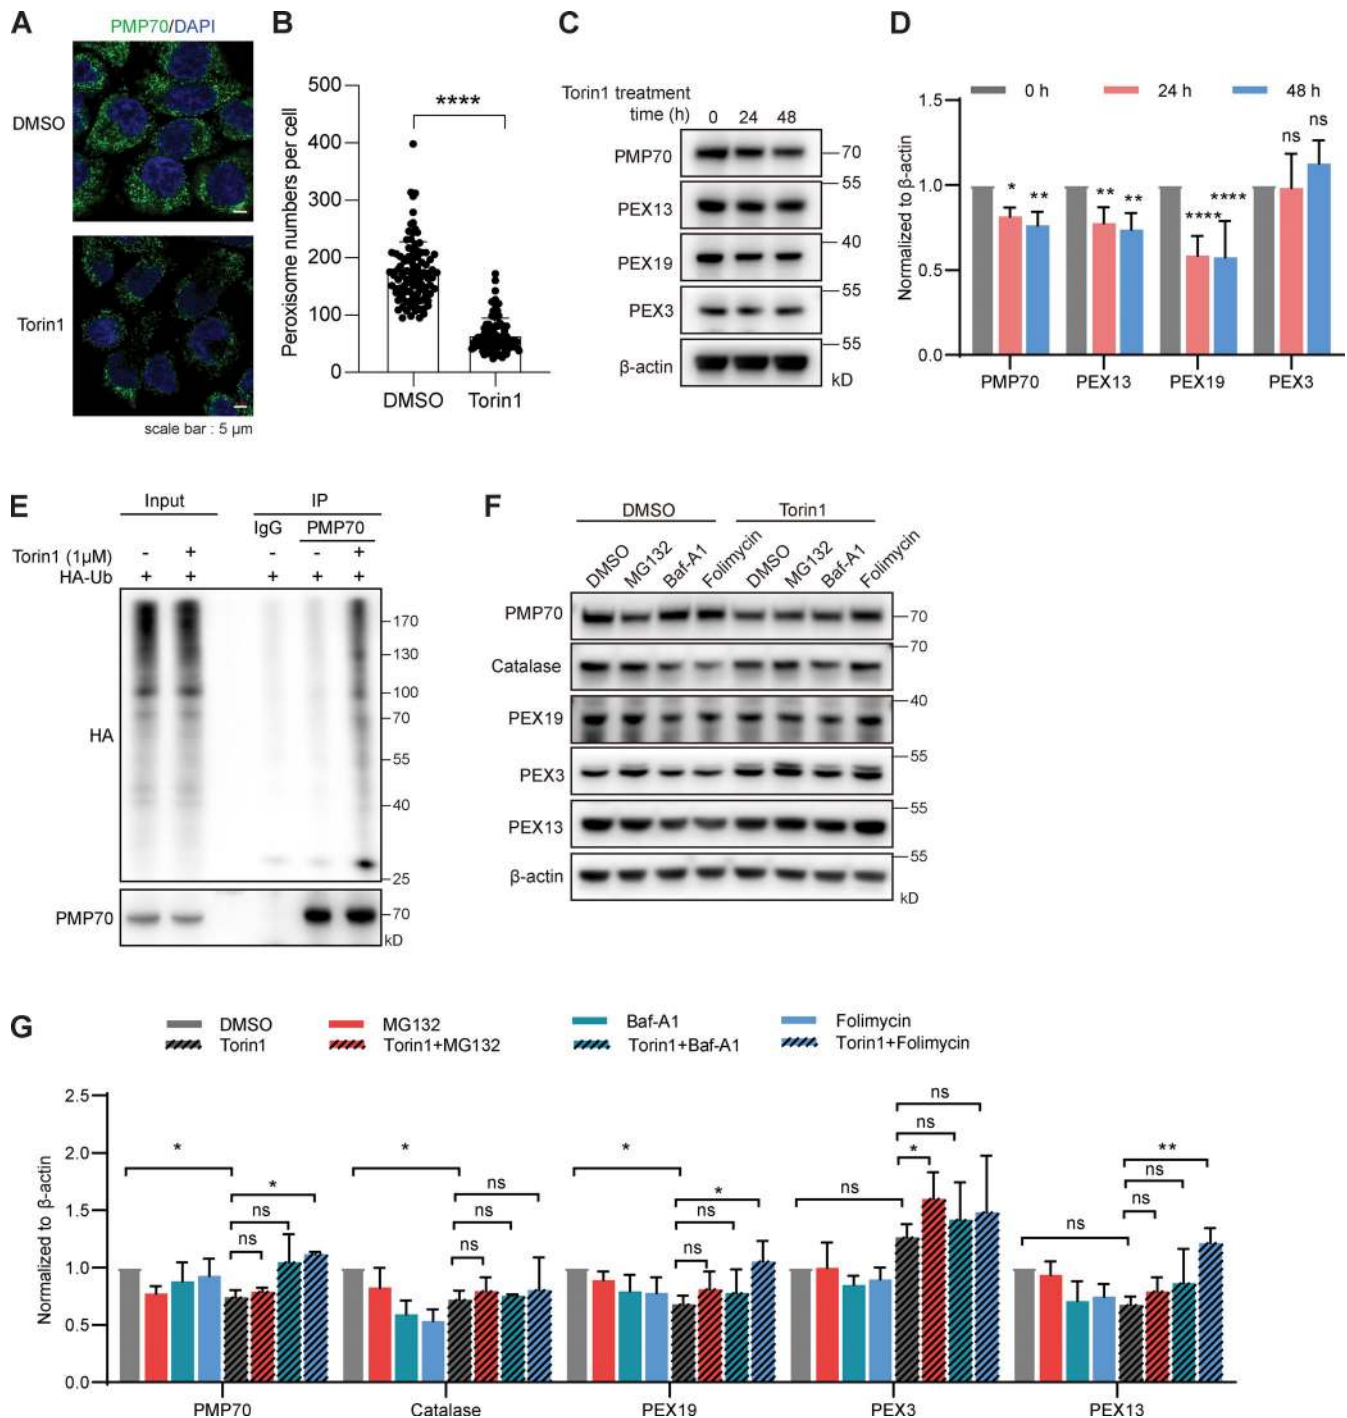 A
PMP70/DAPI
DMSO
Torin1
scale bar : 5 µm
B
Peroxisome numbers per cell
500
400
300
200
100
0
****
DMSO Torin1
C
Torin1 treatment
time (h) 0 24 48
PMP70 70
55
PEX13
40
PEX19
55
PEX3
55
β-actin
kD
D
0 h 24 h 48 h
Normalized to β-actin
1.5
1.0
0.5
0.0
* ** ** ** **** **** ns ns
PMP70 PEX13 PEX19 PEX3
E
Input IP
IgG PMP70
Torin1 (1µM) - + - - +
HA-Ub + + + + +
HA
170
130
100
70
55
40
25
PMP70 70
kD
F
DMSO Torin1
DMSO MG132 Baf-A1 Folimycin DMSO MG132 Baf-A1 Folimycin
PMP70 70
70
Catalase
40
PEX19
55
PEX3
55
PEX13
55
β-actin
kD
G
DMSO MG132 Baf-A1 Folimycin
Torin1 Torin1+MG132 Torin1+Baf-A1 Torin1+Folimycin
Normalized to β-actin
2.5
2.0
1.5
1.0
0.5
0.0
* ns ns *
* ns ns ns
* ns ns *
ns * ns ns
ns ns ns **
PMP70 Catalase PEX19 PEX3 PEX13